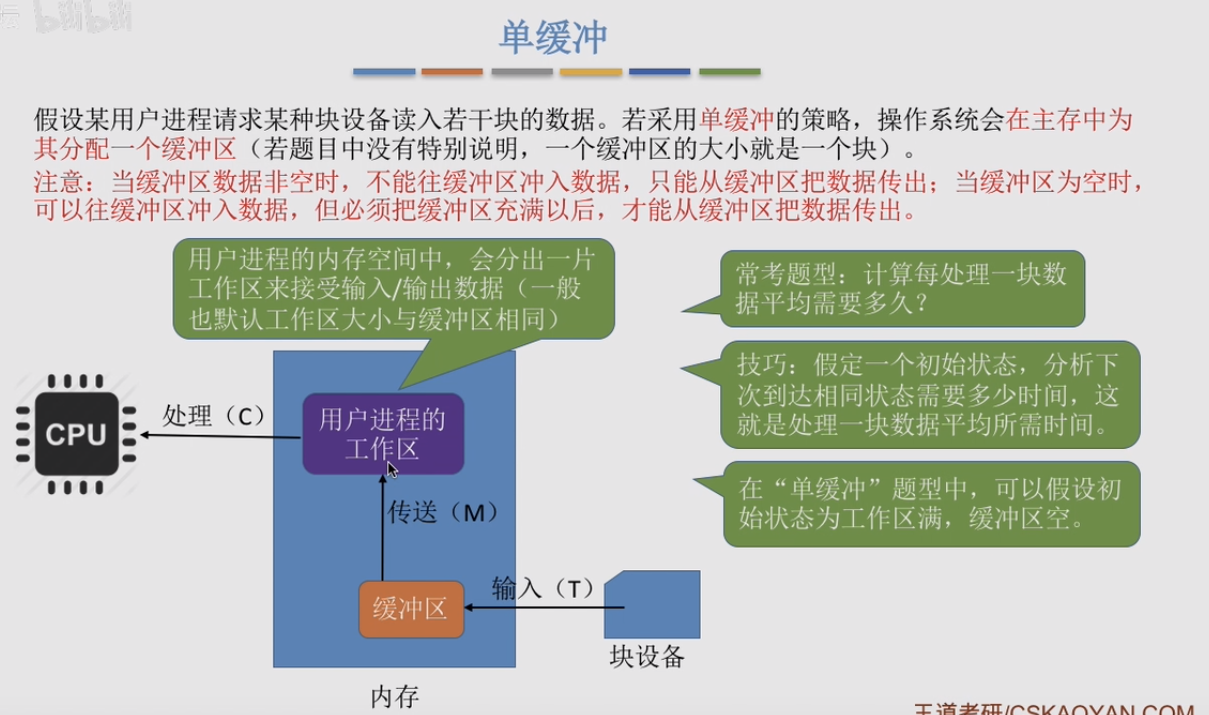 bilibili
单缓冲
假设某用户进程请求某种块设备读入若干块的数据。若采用单缓冲的策略，操作系统会在主存中为
其分配一个缓冲区（若题目中没有特别说明，一个缓冲区的大小就是一个块）。
注意：当缓冲区数据非空时，不能往缓冲区冲入数据，只能从缓冲区把数据传出；当缓冲区为空时，
可以往缓冲区冲入数据，但必须把缓冲区充满以后，才能从缓冲区把数据传出。
用户进程的内存空间中，会分出一片
工作区来接受输入/输出数据（一般
也默认工作区大小与缓冲区相同）
常考题型：计算每处理一块数
据平均需要多久？
技巧：假定一个初始状态，分析下
次到达相同状态需要多少时间，这
就是处理一块数据平均所需时间。
在“单缓冲”题型中，可以假设初
始状态为工作区满，缓冲区空。
CPU
处理（C）
用户进程的
工作区
传送（M）
缓冲区
输入（T）
块设备
内存
王道考研/CSKAOYAN.COM